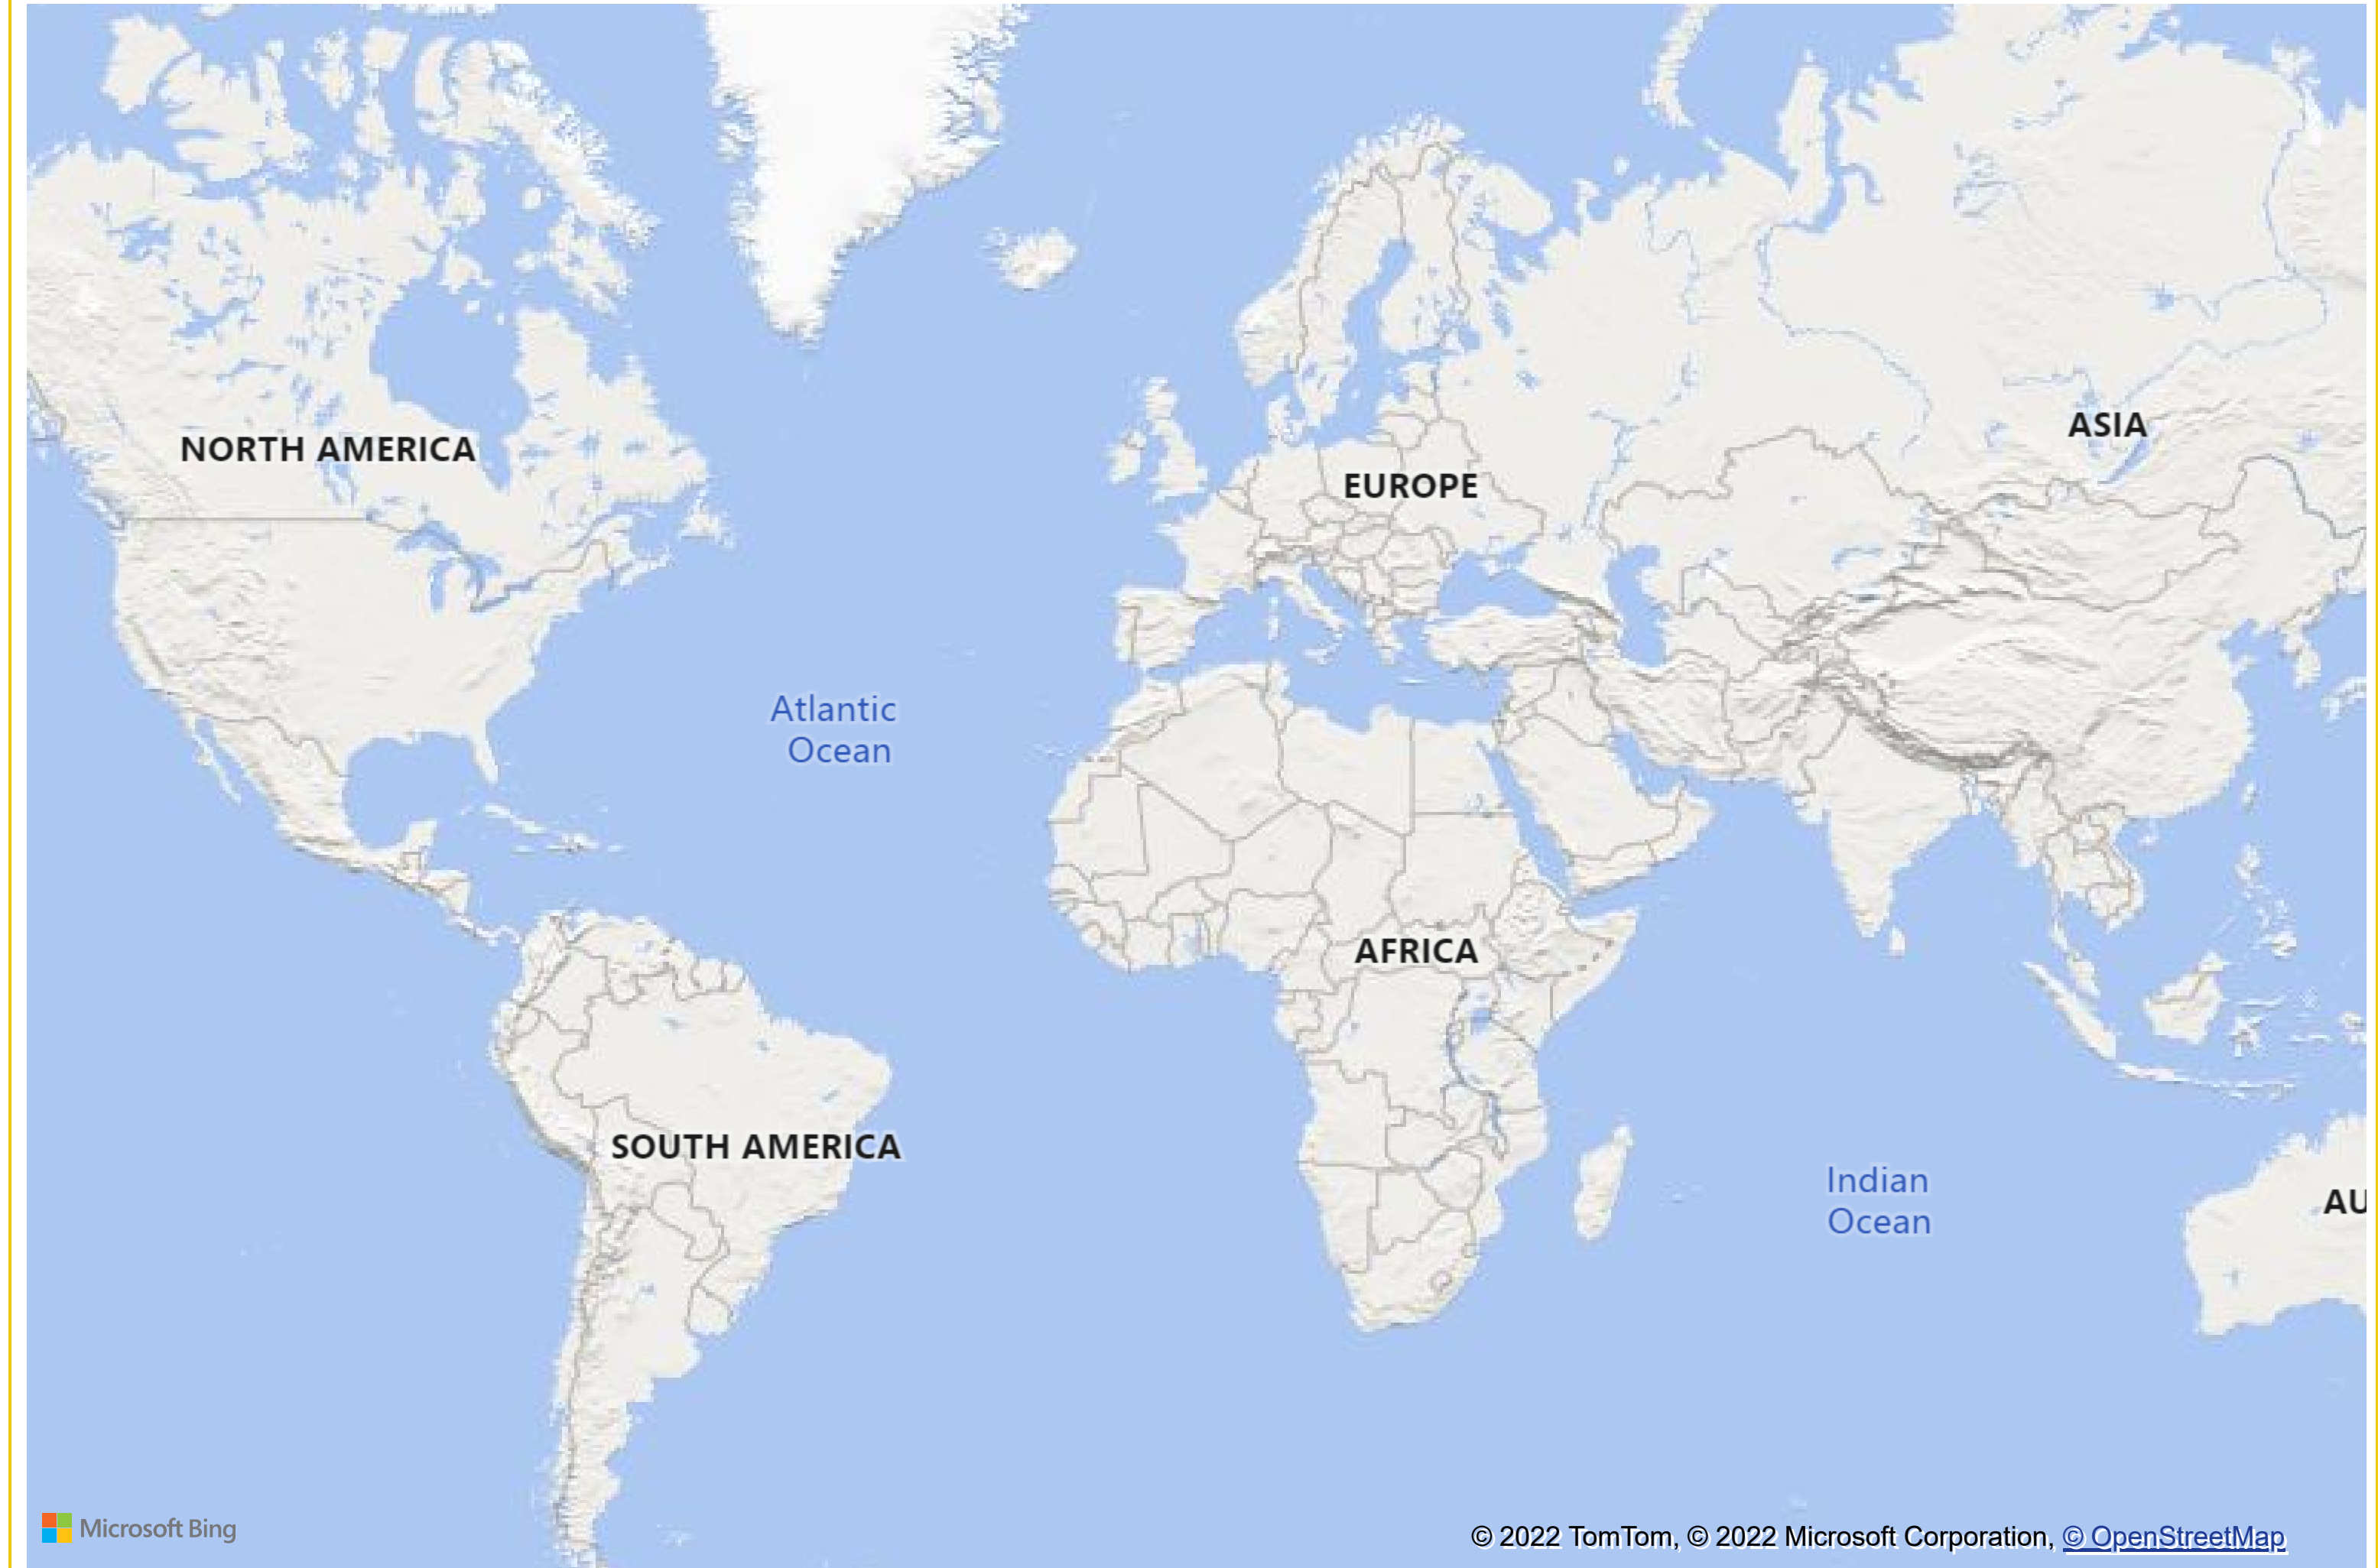 ASIA
NORTH AMERICA
EUROPE
Atlantic
Ocean
AFRICA
SOUTH AMERICA
Indian
Ocean
AU
Microsoft Bing
© 2022 TomTom, © 2022 Microsoft Corporation, © OpenStreetMap